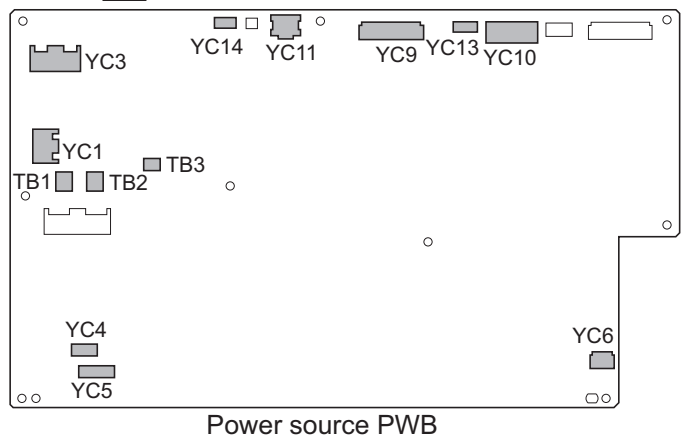 YC14
YC11
YC9
YC13
YC10
YC3
YC1
TB3
TB1
TB2
YC4
YC6
YC5
Power source PWB